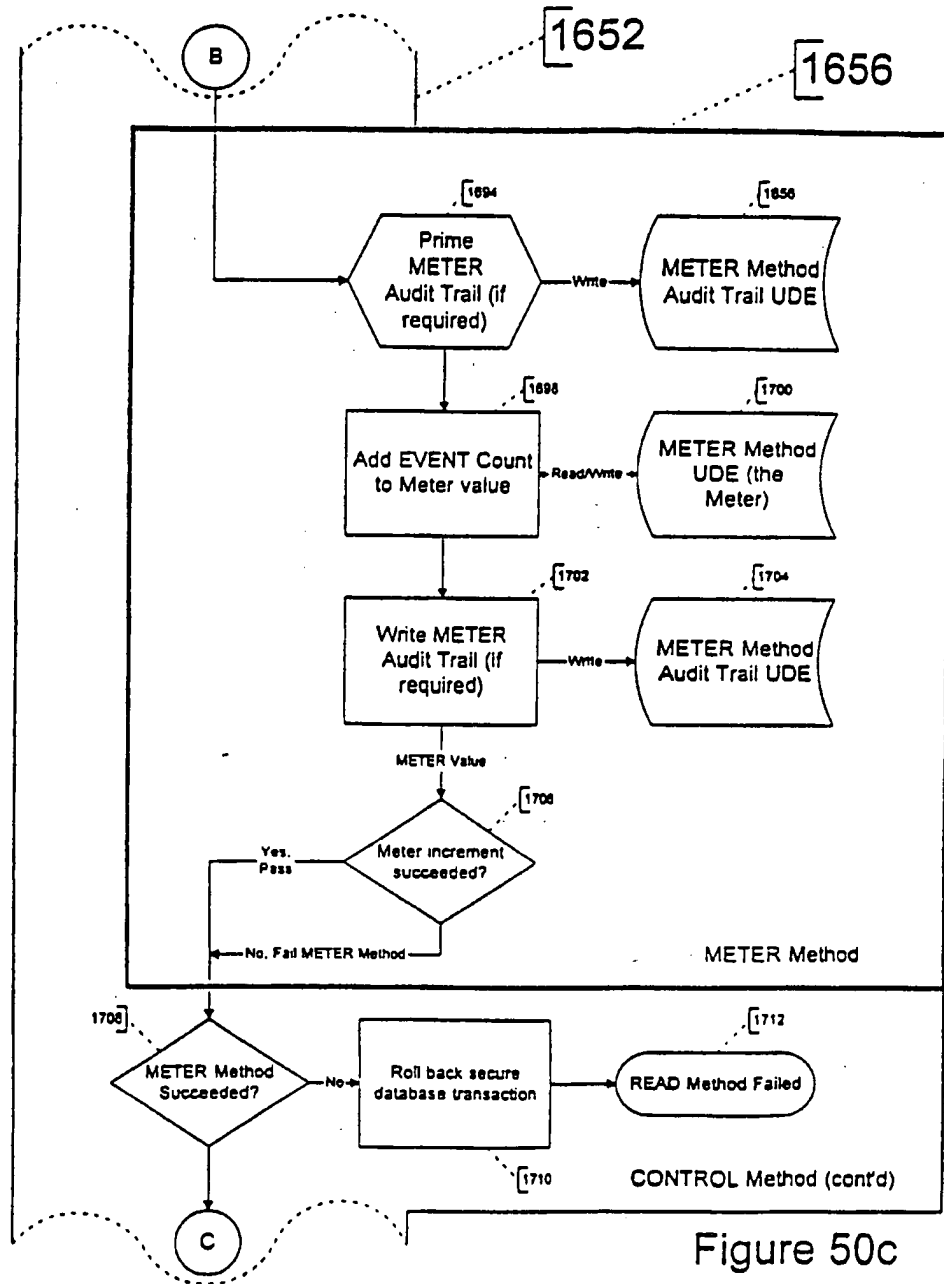 1652
B
1656
1694
1656
Prime
METER
Audit Trail (if
required)
Write
METER Method
Audit Trail UDE
1698
1700
Add EVENT Count
to Meter value
Read/Write
METER Method
UDE (the
Meter)
1702
1704
Write METER
Audit Trail (if
required)
Write
METER Method
Audit Trail UDE
METER Value
1706
Yes,
Pass
Meter increment
succeeded?
No, Fail METER Method
METER Method
1708
1712
METER Method
Succeeded?
No
Roll back secure
database transaction
READ Method Failed
1710
CONTROL Method (cont'd)
C
Figure 50c